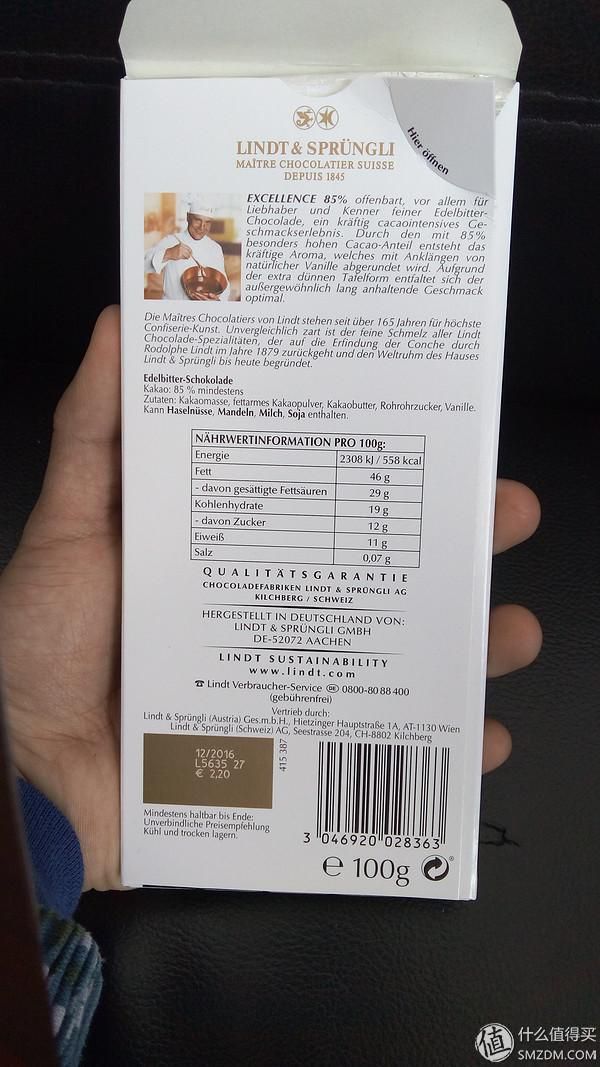 LINDT & SPRÜNGLI
MAÎTRE CHOCOLATIER SUISSE
DEPUIS 1845
Hier öffnen
EXCELLENCE 85% offenbart, vor allem für
Liebhaber und Kenner feiner Edelbitter-
Chocolade, ein kräftig cacaointensives Ge-
schmackserlebnis. Durch den mit 85%
besonders hohen Cacao-Anteil entsteht das
kräftige Aroma, welches mit Anklängen von
natürlicher Vanille abgerundet wird. Aufgrund
der extra dünnen Tafelform entfaltet sich der
außergewöhnlich lang anhaltende Geschmack
optimal.
Die Maîtres Chocolatiers von Lindt stehen seit über 165 Jahren für höchste
Confiserie-Kunst. Unvergleichlich zart ist der feine Schmelz aller Lindt
Chocolade-Spezialitäten, der auf die Erfindung der Conche durch
Rodolphe Lindt im Jahre 1879 zurückgeht und den Weltruhm des Hauses
Lindt & Sprüngli bis heute begründet.
Edelbitter-Schokolade
Kakao: 85 % mindestens
Zutaten: Kakaomasse, fettarmes Kakaopulver, Kakaobutter, Rohrohrzucker, Vanille.
Kann Haselnüsse, Mandeln, Milch, Soja enthalten.
NÄHRWERTINFORMATION PRO 100g:
Energie 2308 kJ / 558 kcal
Fett 46 g
- davon gesättigte Fettsäuren 29 g
Kohlenhydrate 19 g
- davon Zucker 12 g
Eiweiß 11 g
Salz 0,07 g
QUALITÄTSGARANTIE
CHOCOLADEFABRIKEN LINDT & SPRÜNGLI AG
KILCHBERG / SCHWEIZ
HERGESTELLT IN DEUTSCHLAND VON:
LINDT & SPRÜNGLI GMBH
DE-52072 AACHEN
LINDT SUSTAINABILITY
www.lindt.com
☎ Lindt Verbraucher-Service DE 0800-80 88 400
(gebührenfrei)
Vertrieb durch:
Lindt & Sprüngli (Austria) Ges.m.b.H., Hietzinger Hauptstraße 1A, AT-1130 Wien
Lindt & Sprüngli (Schweiz) AG, Seestrasse 204, CH-8802 Kilchberg
12/2016
L5635 27
€ 2,20
415 387
Mindestens haltbar bis Ende:
Unverbindliche Preisempfehlung
Kühl und trocken lagern.
3 046920 028363
℮ 100g
值 什么值得买
SMZDM.COM